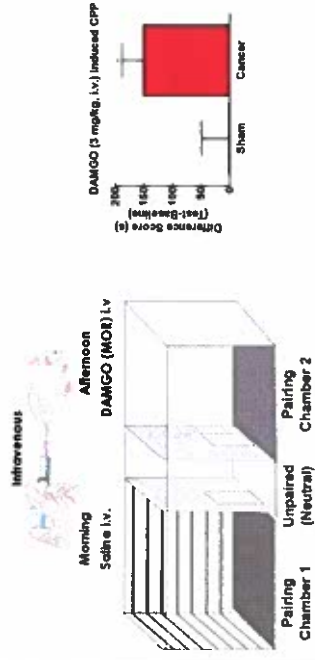 Intravenous
Morning
Saline i.v.
Afternoon
DAMGO (MOR) i.v
Pairing
Chamber 1
Unpaired
(Neutral)
Pairing
Chamber 2
DAMGO (3 mg/kg, i.v.) Induced CPP
Difference Score (s)
(Test-Baseline)
200
150
100
50
0
Sham
Cancer